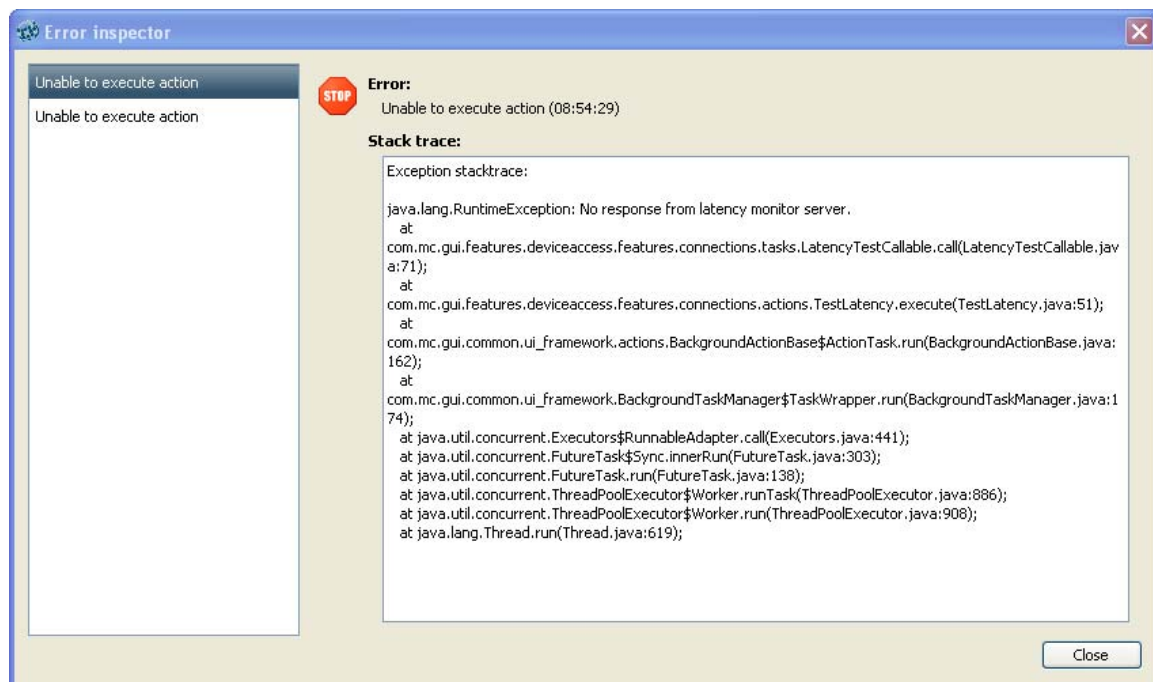 Error inspector
Unable to execute action
Unable to execute action
STOP
Error:
Unable to execute action (08:54:29)
Stack trace:
Exception stacktrace:
java.lang.RuntimeException: No response from latency monitor server.
at
com.mc.gui.features.deviceaccess.features.connections.tasks.LatencyTestCallable.call(LatencyTestCallable.jav
a:71);
at
com.mc.gui.features.deviceaccess.features.connections.actions.TestLatency.execute(TestLatency.java:51);
at
com.mc.gui.common.ui_framework.actions.BackgroundActionBase$ActionTask.run(BackgroundActionBase.java:
162);
at
com.mc.gui.common.ui_framework.BackgroundTaskManager$TaskWrapper.run(BackgroundTaskManager.java:1
74);
at java.util.concurrent.Executors$RunnableAdapter.call(Executors.java:441);
at java.util.concurrent.FutureTask$Sync.innerRun(FutureTask.java:303);
at java.util.concurrent.FutureTask.run(FutureTask.java:138);
at java.util.concurrent.ThreadPoolExecutor$Worker.runTask(ThreadPoolExecutor.java:886);
at java.util.concurrent.ThreadPoolExecutor$Worker.run(ThreadPoolExecutor.java:908);
at java.lang.Thread.run(Thread.java:619);
Close